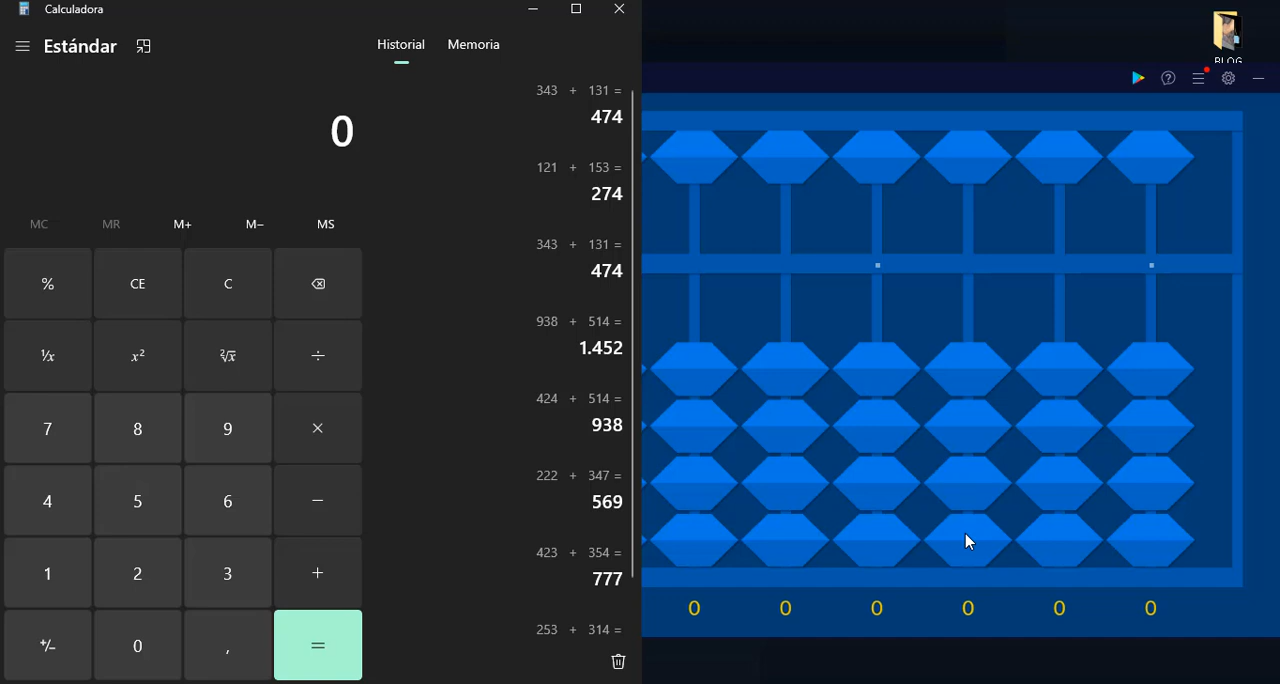 Calculadora
Estándar
Historial Memoria
0
343 + 131 =
474
121 + 153 =
274
343 + 131 =
474
938 + 514 =
1.452
424 + 514 =
938
222 + 347 =
569
423 + 354 =
777
253 + 314 =
MC MR M+ M− MS
% CE C
¹/x x² ²√x ÷
7 8 9 ×
4 5 6 −
1 2 3 +
+/− 0 , =
BLOG
0 0 0 0 0 0